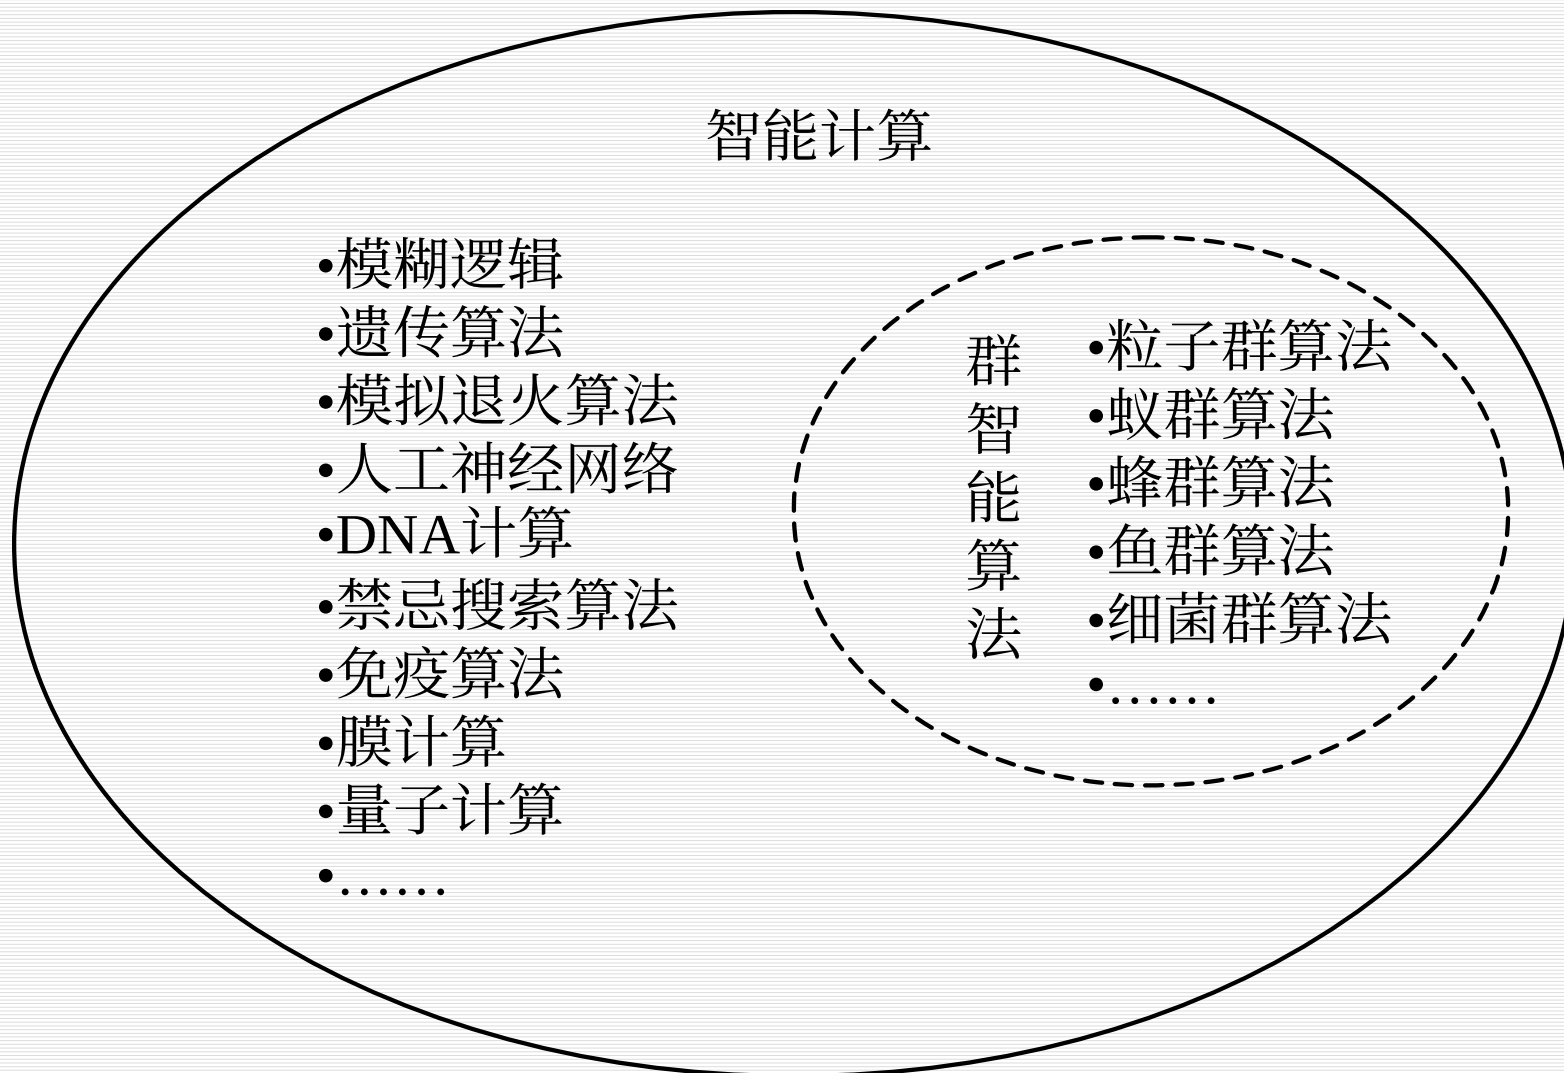 智能计算
•模糊逻辑
•遗传算法
•模拟退火算法
•人工神经网络
•DNA计算
•禁忌搜索算法
•免疫算法
•膜计算
•量子计算
•……
群
智
能
算
法
•粒子群算法
•蚁群算法
•蜂群算法
•鱼群算法
•细菌群算法
•……